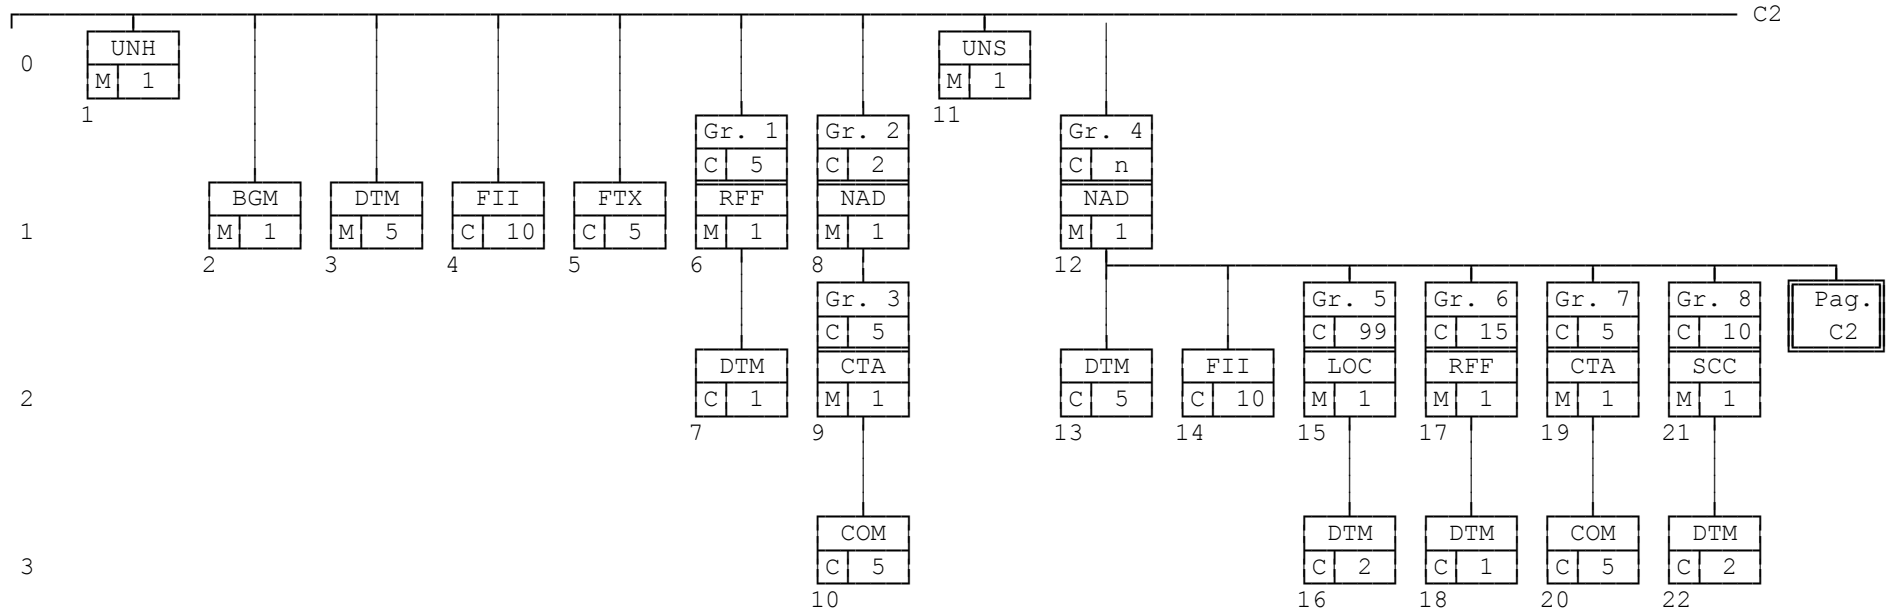 C2
0 UNH UNS
M 1 M 1
1 11
Gr. 1 Gr. 2 Gr. 4
C 5 C 2 C n
BGM DTM FII FTX RFF NAD NAD
1 M 1 M 5 C 10 C 5 M 1 M 1 M 1
2 3 4 5 6 8 12
Gr. 3 Gr. 5 Gr. 6 Gr. 7 Gr. 8 Pag.
C 5 C 99 C 15 C 5 C 10 C2
DTM CTA DTM FII LOC RFF CTA SCC
2 C 1 M 1 C 5 C 10 M 1 M 1 M 1 M 1
7 9 13 14 15 17 19 21
COM DTM DTM COM DTM
3 C 5 C 2 C 1 C 5 C 2
10 16 18 20 22